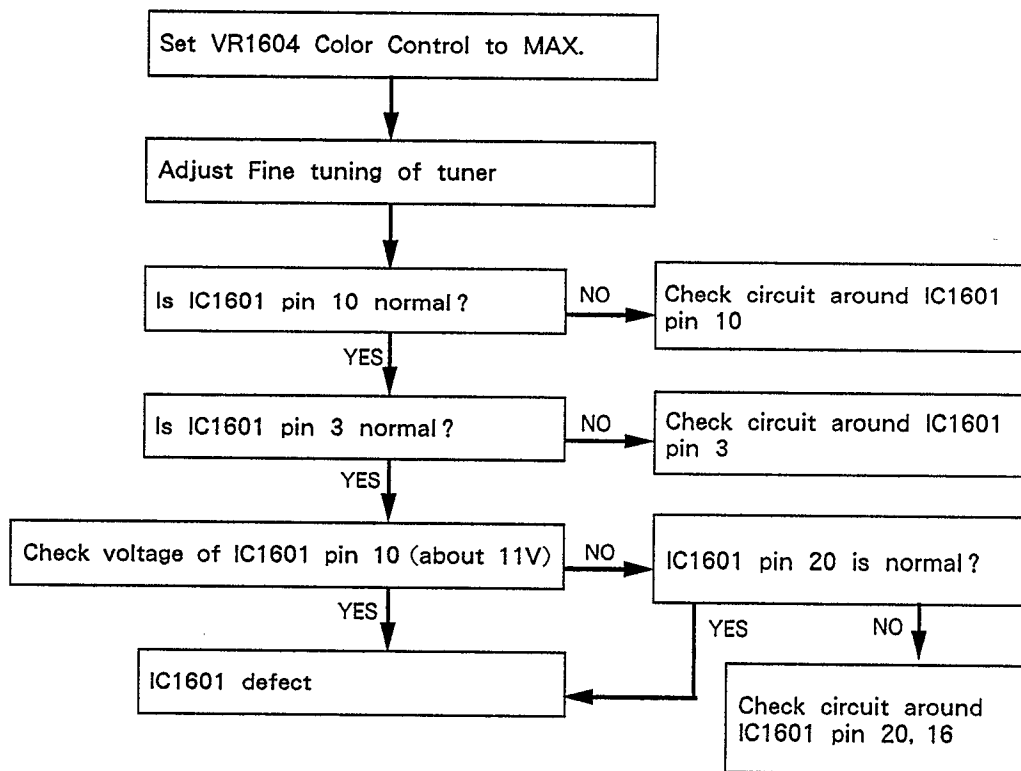 Set VR1604 Color Control to MAX.
Adjust Fine tuning of tuner
Is IC1601 pin 10 normal?
NO
Check circuit around IC1601
pin 10
YES
Is IC1601 pin 3 normal?
NO
Check circuit around IC1601
pin 3
YES
Check voltage of IC1601 pin 10 (about 11V)
NO
IC1601 pin 20 is normal?
YES
YES
NO
IC1601 defect
Check circuit around
IC1601 pin 20, 16